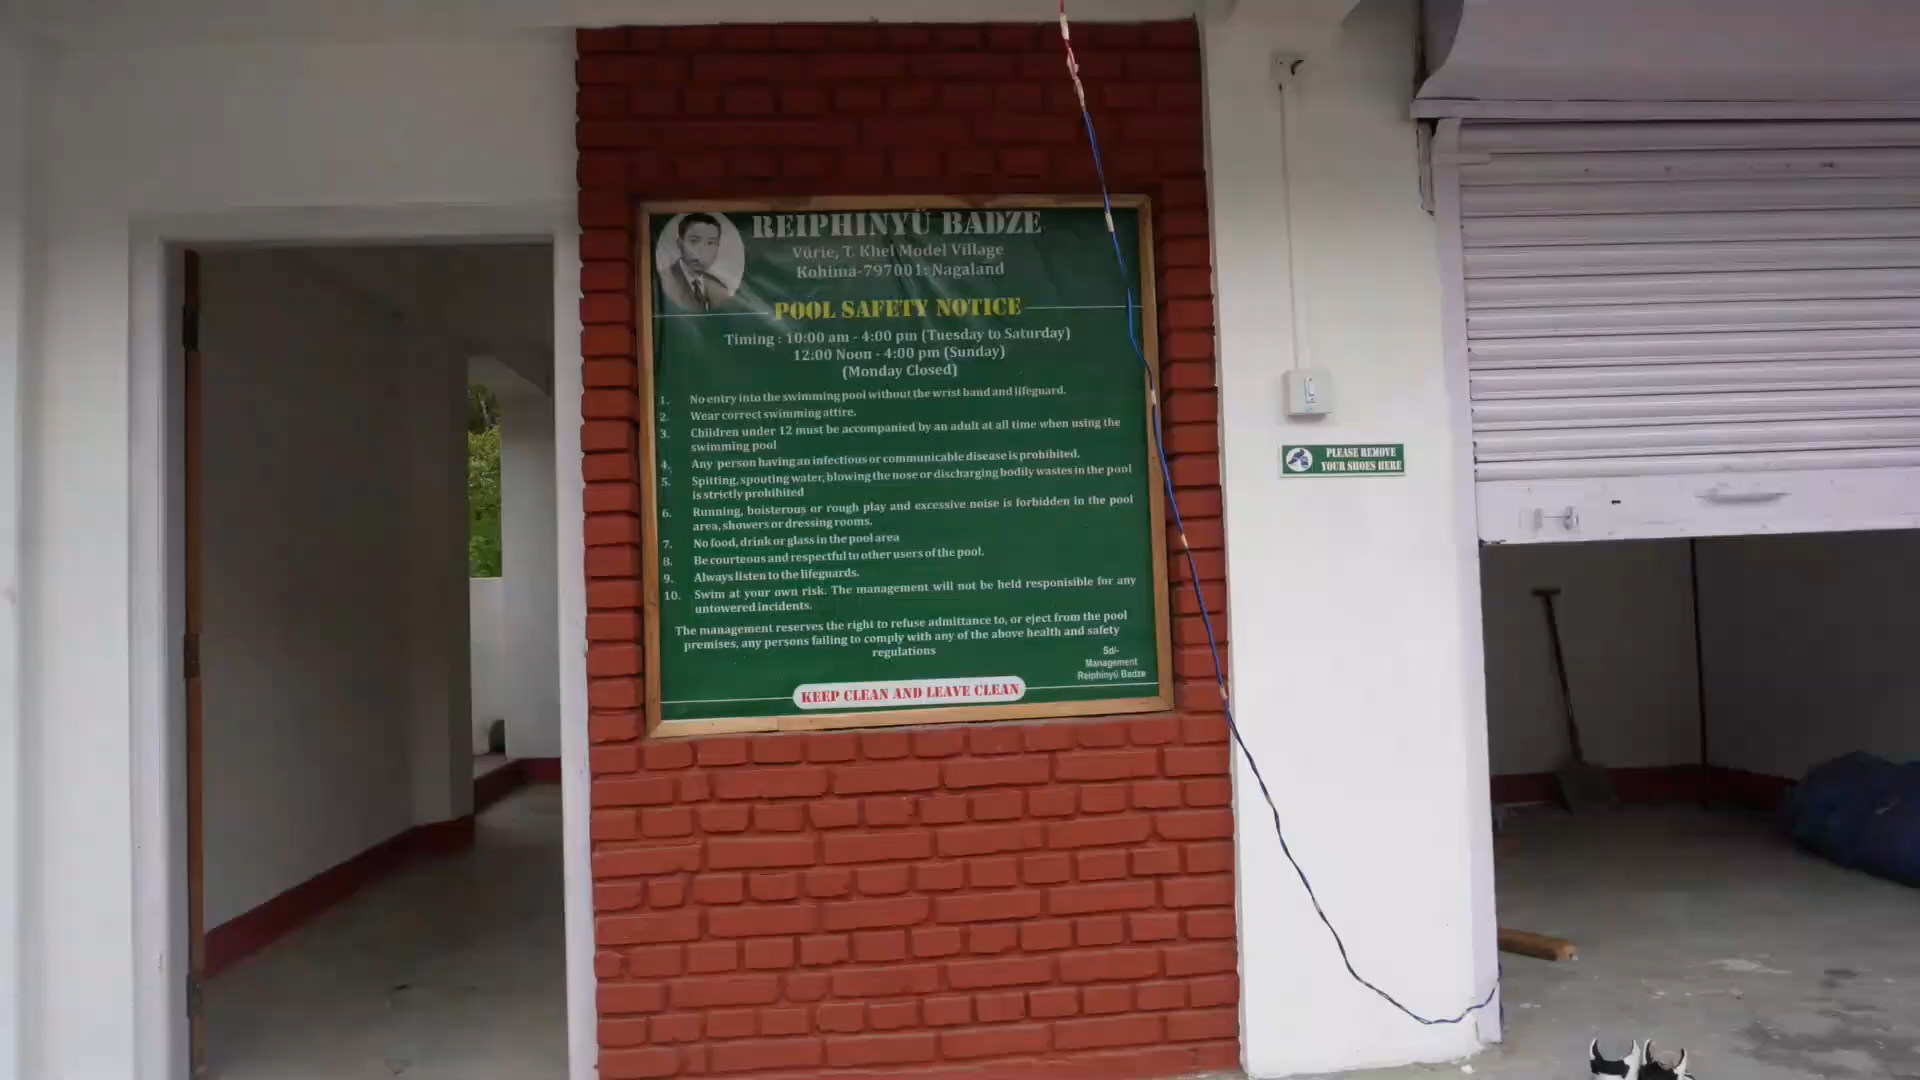 REIPHINYÜ BADZE
Vürie, T. Khel Model Village
Kohima-797001: Nagaland
POOL SAFETY NOTICE
Timing : 10:00 am - 4:00 pm (Tuesday to Saturday)
12:00 Noon - 4:00 pm (Sunday)
(Monday Closed)
1. No entry into the swimming pool without the wrist band and lifeguard.
2. Wear correct swimming attire.
3. Children under 12 must be accompanied by an adult at all time when using the
swimming pool
4. Any person having an infectious or communicable disease is prohibited.
5. Spitting, spouting water, blowing the nose or discharging bodily wastes in the pool
is strictly prohibited
6. Running, boisterous or rough play and excessive noise is forbidden in the pool
area, showers or dressing rooms.
7. No food, drink or glass in the pool area
8. Be courteous and respectful to other users of the pool.
9. Always listen to the lifeguards.
10. Swim at your own risk. The management will not be held responisible for any
untowered incidents.
The management reserves the right to refuse admittance to, or eject from the pool
premises, any persons failing to comply with any of the above health and safety
regulations
Sd/-
Management
Reiphinyü Badze
KEEP CLEAN AND LEAVE CLEAN
PLEASE REMOVE
YOUR SHOES HERE